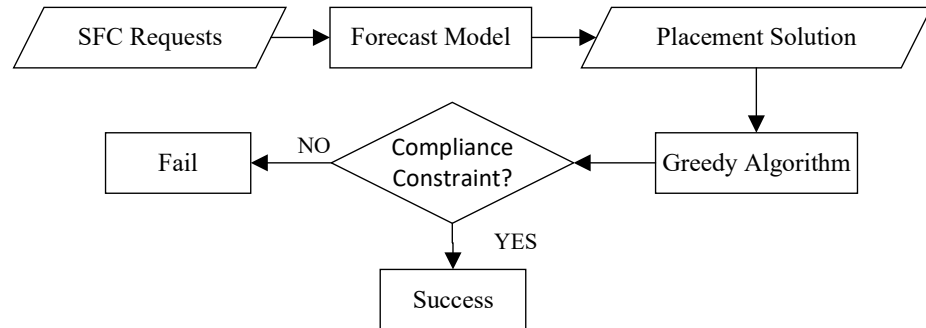 SFC Requests
Forecast Model
Placement Solution
Greedy Algorithm
Compliance
Constraint?
NO
Fail
YES
Success